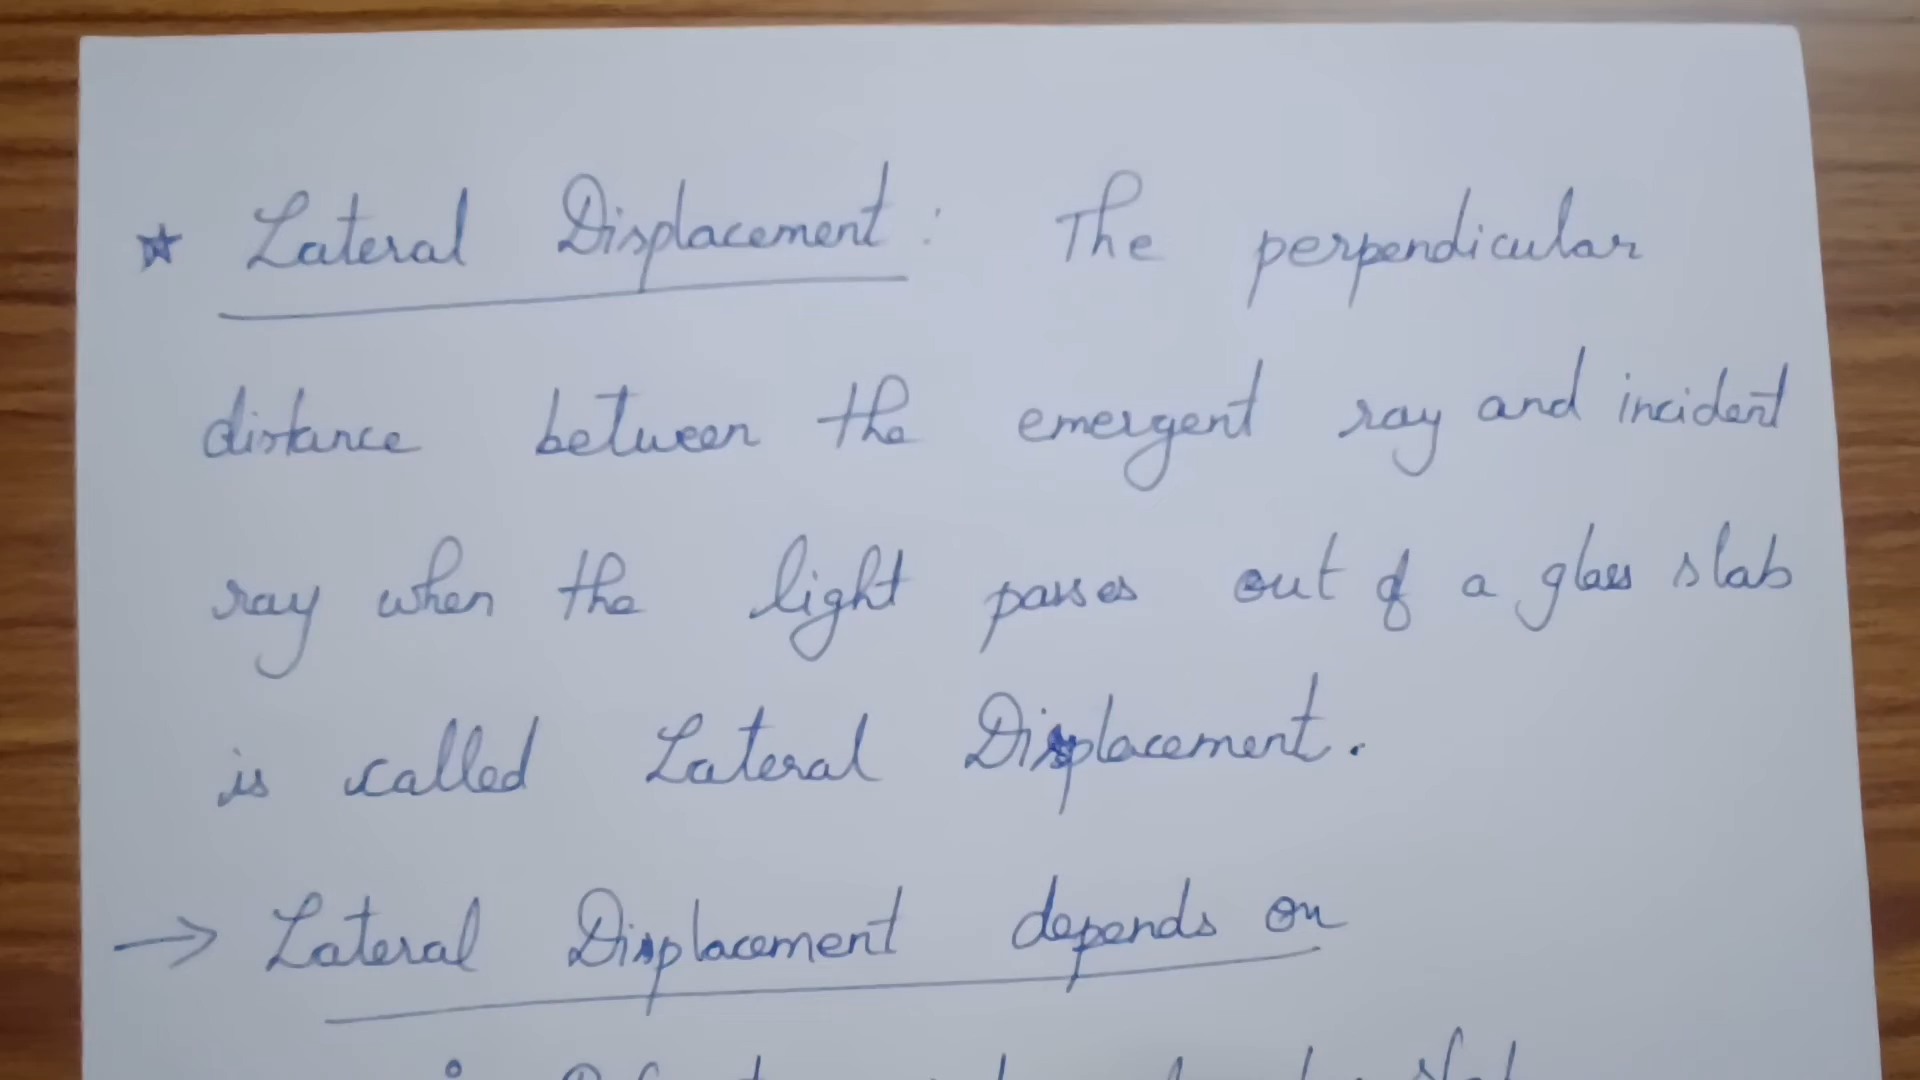 ☆ Lateral Displacement : The perpendicular
distance between the emergent ray and incident
ray when the light passes out of a glass slab
is called Lateral Displacement.
→ Lateral Displacement depends on